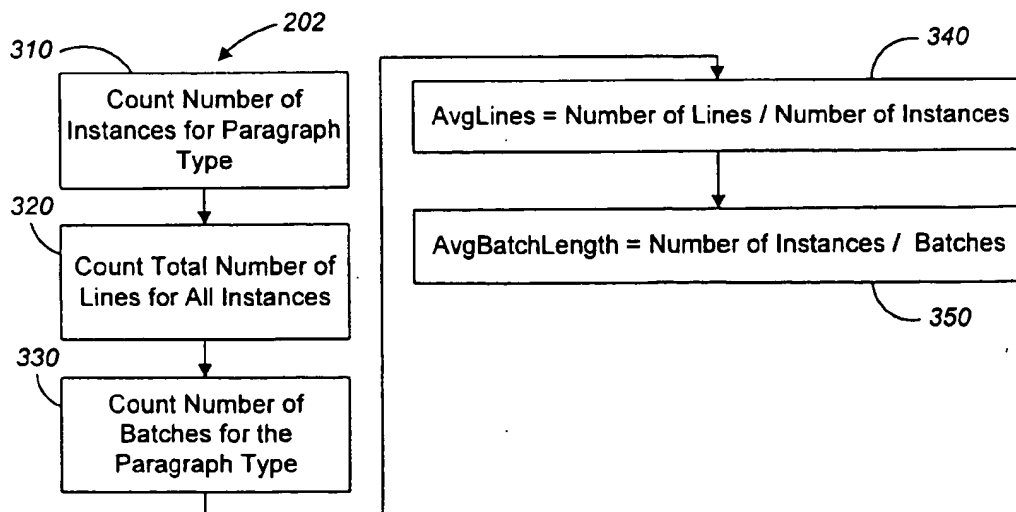 202
310
Count Number of
Instances for Paragraph
Type
320
Count Total Number of
Lines for All Instances
330
Count Number of
Batches for the
Paragraph Type
340
AvgLines = Number of Lines / Number of Instances
AvgBatchLength = Number of Instances / Batches
350